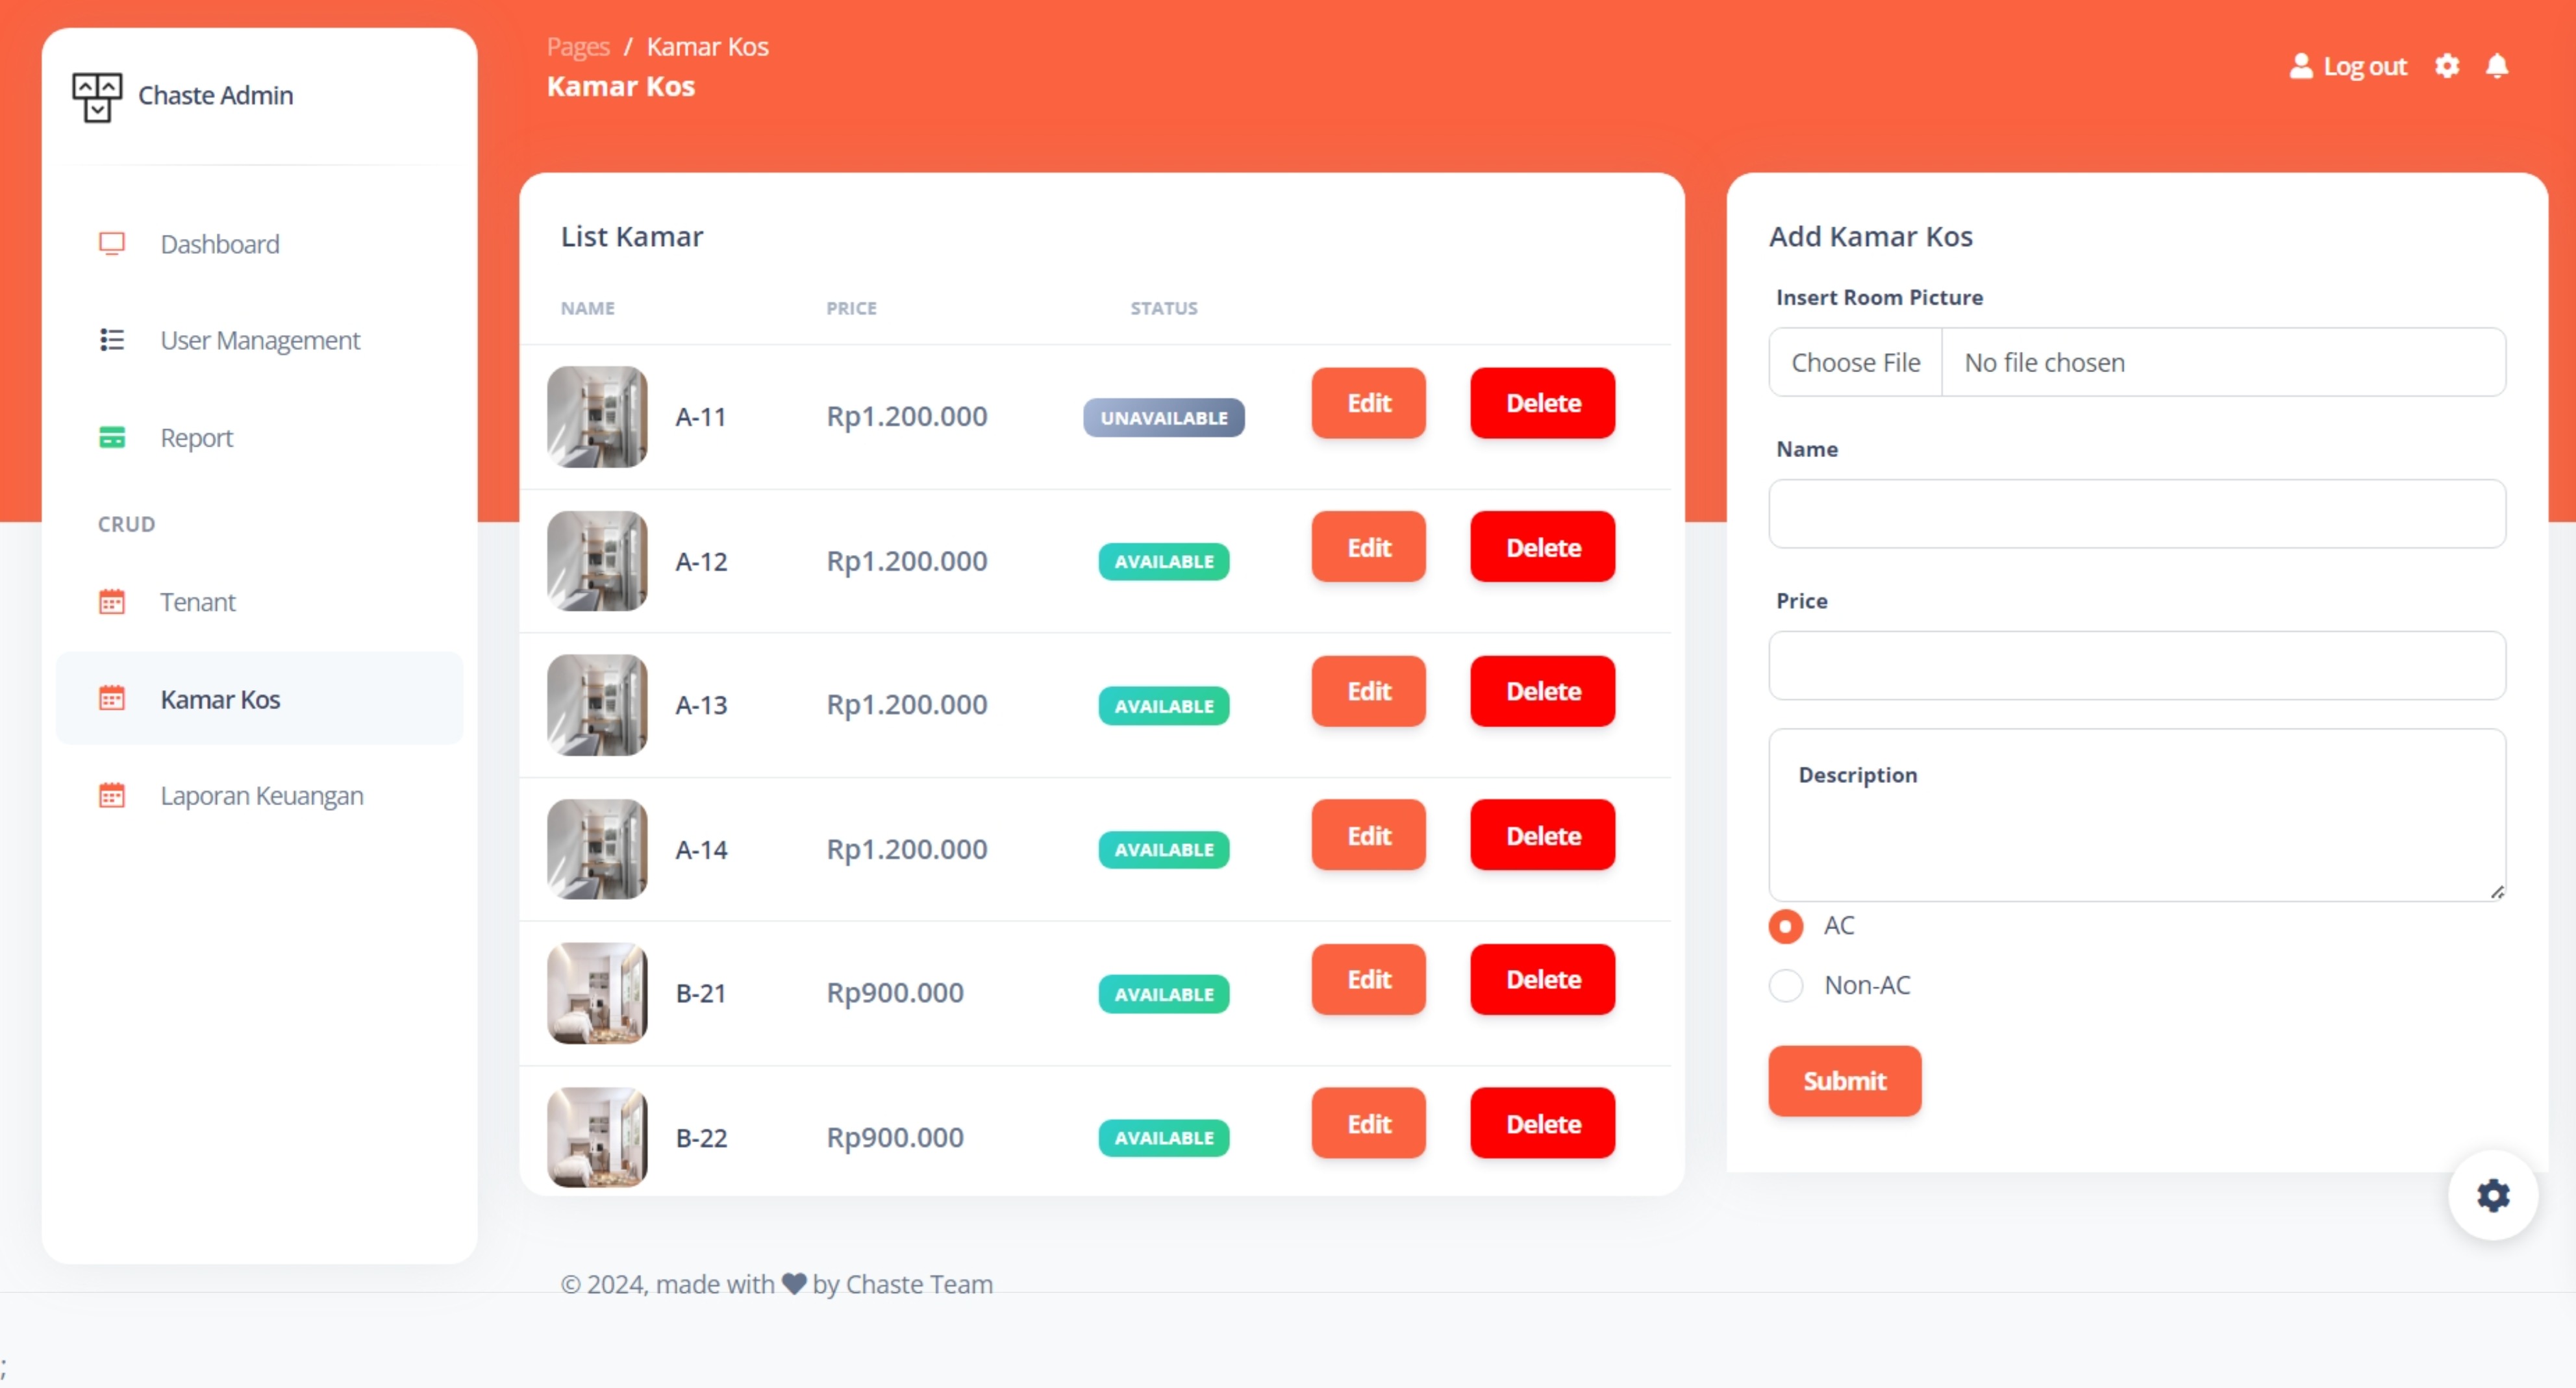 Chaste Admin
Dashboard
User Management
Report
CRUD
Tenant
Kamar Kos
Laporan Keuangan
Pages / Kamar Kos
Kamar Kos
Log out
List Kamar
NAME PRICE STATUS
A-11 Rp1.200.000 UNAVAILABLE Edit Delete
A-12 Rp1.200.000 AVAILABLE Edit Delete
A-13 Rp1.200.000 AVAILABLE Edit Delete
A-14 Rp1.200.000 AVAILABLE Edit Delete
B-21 Rp900.000 AVAILABLE Edit Delete
B-22 Rp900.000 AVAILABLE Edit Delete
Add Kamar Kos
Insert Room Picture
Choose File No file chosen
Name
Price
Description
AC
Non-AC
Submit
© 2024, made with ♥ by Chaste Team
;